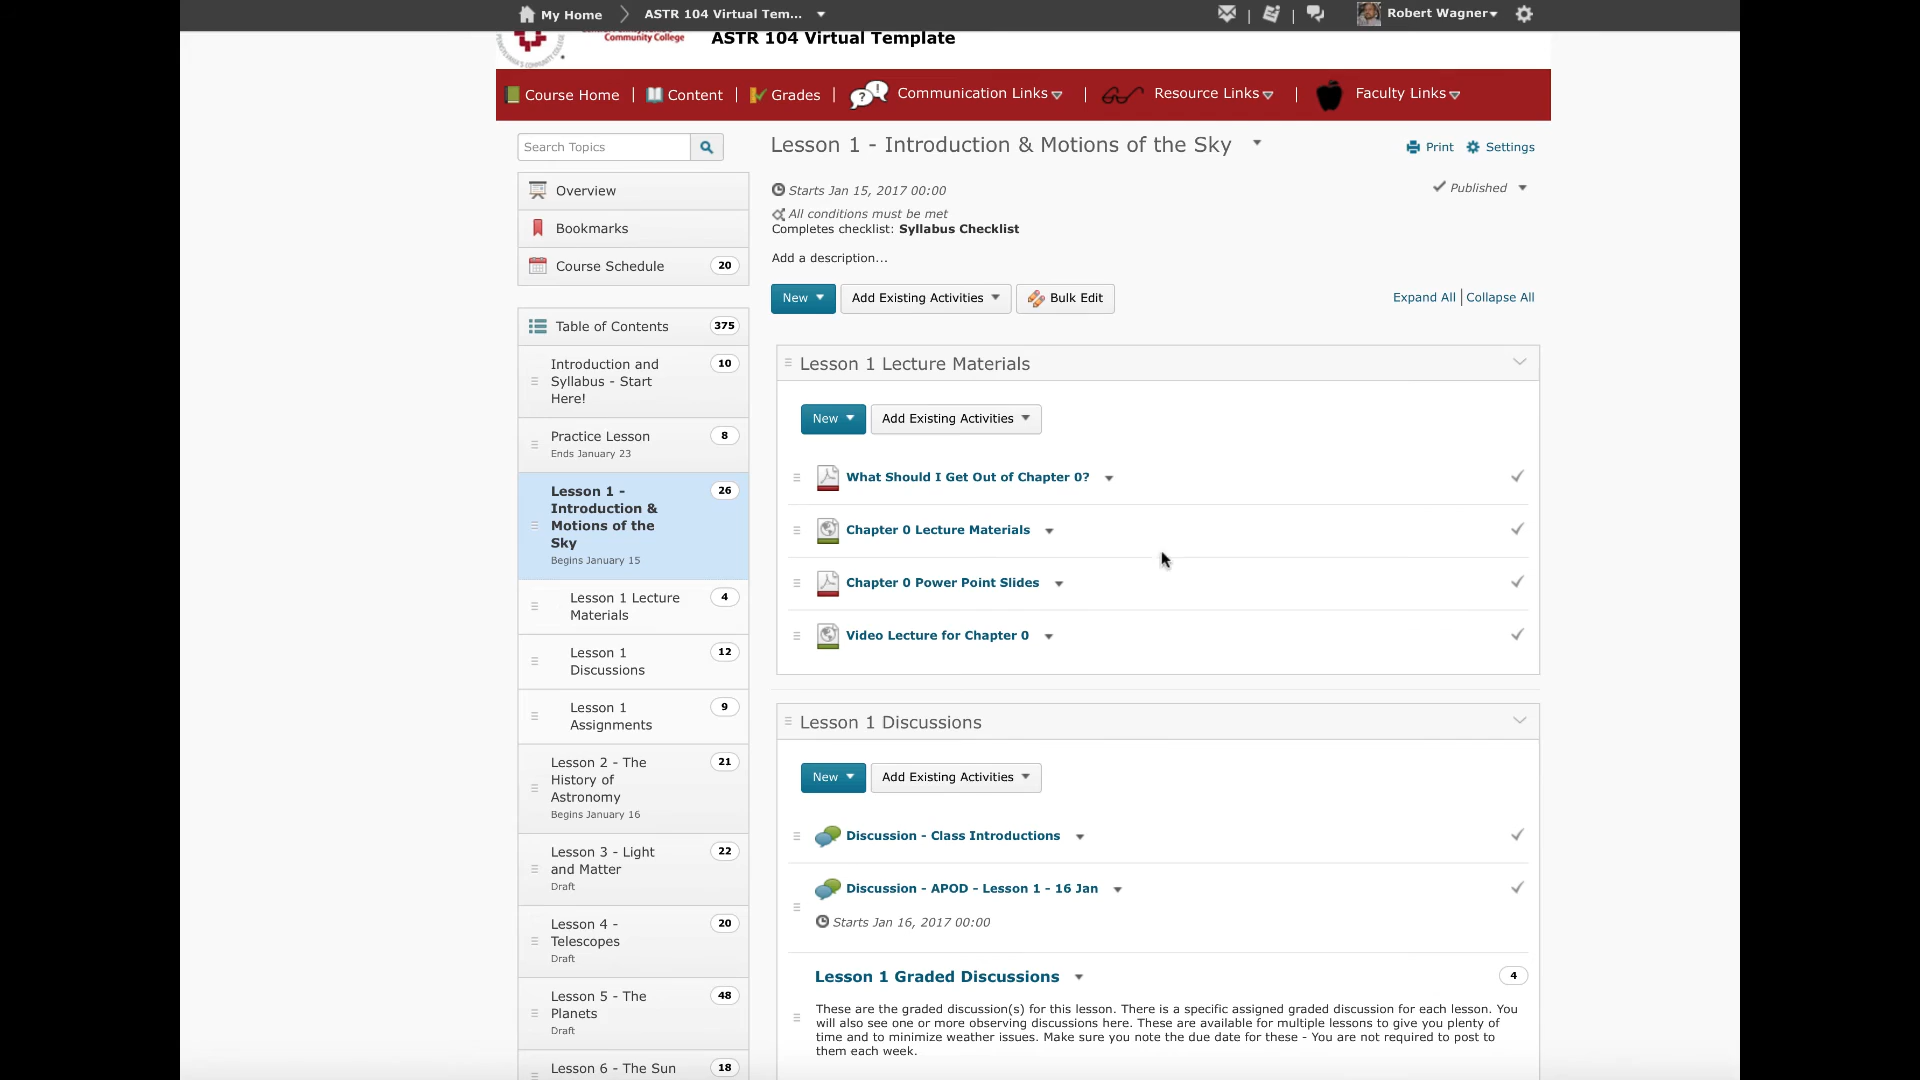 My Home
ASTR 104 Virtual Tem...
Robert Wagner
Community College
ASTR 104 Virtual Template
Course Home | Content | Grades | Communication Links | Resource Links | Faculty Links
Search Topics
Overview
Bookmarks
Course Schedule 20
Table of Contents 375
Introduction and 10
Syllabus - Start
Here!
Practice Lesson 8
Ends January 23
Lesson 1 - 26
Introduction &
Motions of the
Sky
Begins January 15
Lesson 1 Lecture 4
Materials
Lesson 1 12
Discussions
Lesson 1 9
Assignments
Lesson 2 - The 21
History of
Astronomy
Begins January 16
Lesson 3 - Light 22
and Matter
Draft
Lesson 4 - 20
Telescopes
Draft
Lesson 5 - The 48
Planets
Draft
Lesson 6 - The Sun 18
Lesson 1 - Introduction & Motions of the Sky
Print
Settings
Starts Jan 15, 2017 00:00
Published
All conditions must be met
Completes checklist: Syllabus Checklist
Add a description...
New
Add Existing Activities
Bulk Edit
Expand All | Collapse All
Lesson 1 Lecture Materials
New
Add Existing Activities
What Should I Get Out of Chapter 0?
Chapter 0 Lecture Materials
Chapter 0 Power Point Slides
Video Lecture for Chapter 0
Lesson 1 Discussions
New
Add Existing Activities
Discussion - Class Introductions
Discussion - APOD - Lesson 1 - 16 Jan
Starts Jan 16, 2017 00:00
Lesson 1 Graded Discussions 4
These are the graded discussion(s) for this lesson. There is a specific assigned graded discussion for each lesson. You
will also see one or more observing discussions here. These are available for multiple lessons to give you plenty of
time and to minimize weather issues. Make sure you note the due date for these - You are not required to post to
them each week.